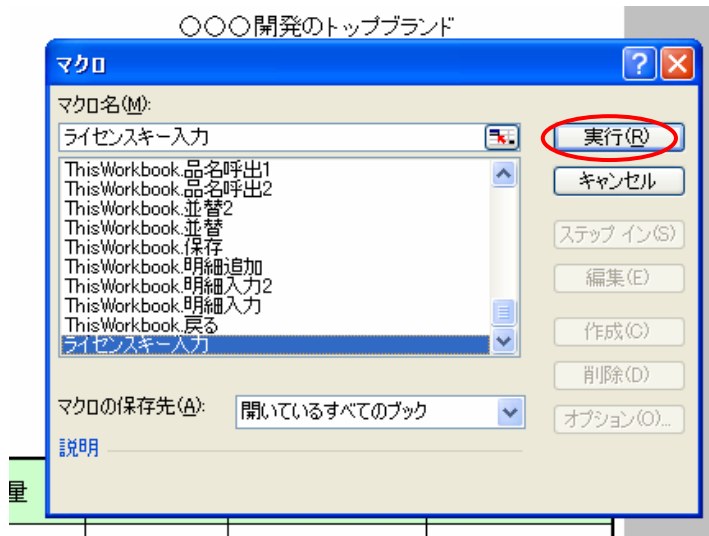 〇〇〇開発のトップブランド
マクロ
マクロ名(M):
ライセンスキー入力
実行(R)
ThisWorkbook.品名呼出1
ThisWorkbook.品名呼出2
ThisWorkbook.並替2
ThisWorkbook.並替
ThisWorkbook.保存
ThisWorkbook.明細追加
ThisWorkbook.明細入力2
ThisWorkbook.明細入力
ThisWorkbook.戻る
ライセンスキー入力
キャンセル
ステップ イン(S)
編集(E)
作成(C)
削除(D)
マクロの保存先(A):
開いているすべてのブック
オプション(O)...
説明
量